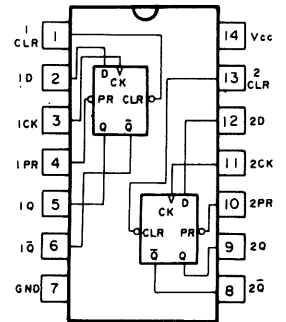 1 CLR 1 14 Vcc
1D 2 13 2 CLR
D CK
PR CLR
Q Q̅
1CK 3 12 2D
1PR 4 11 2CK
1Q 5 10 2PR
CK D
CLR PR
Q̅ Q
1Q̅ 6 9 2Q
GND 7 8 2Q̅